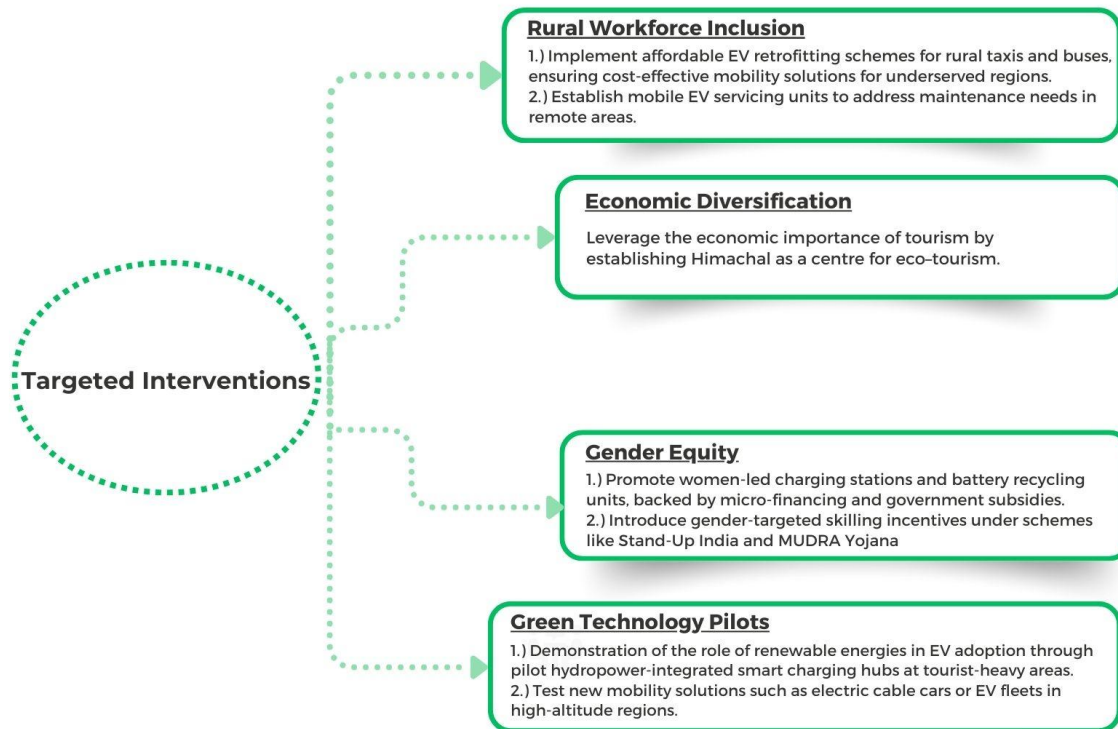 Targeted Interventions
Rural Workforce Inclusion
1.) Implement affordable EV retrofitting schemes for rural taxis and buses,
ensuring cost-effective mobility solutions for underserved regions.
2.) Establish mobile EV servicing units to address maintenance needs in
remote areas.
Economic Diversification
Leverage the economic importance of tourism by
establishing Himachal as a centre for eco-tourism.
Gender Equity
1.) Promote women-led charging stations and battery recycling
units, backed by micro-financing and government subsidies.
2.) Introduce gender-targeted skilling incentives under schemes
like Stand-Up India and MUDRA Yojana
Green Technology Pilots
1.) Demonstration of the role of renewable energies in EV adoption through
pilot hydropower-integrated smart charging hubs at tourist-heavy areas.
2.) Test new mobility solutions such as electric cable cars or EV fleets in
high-altitude regions.